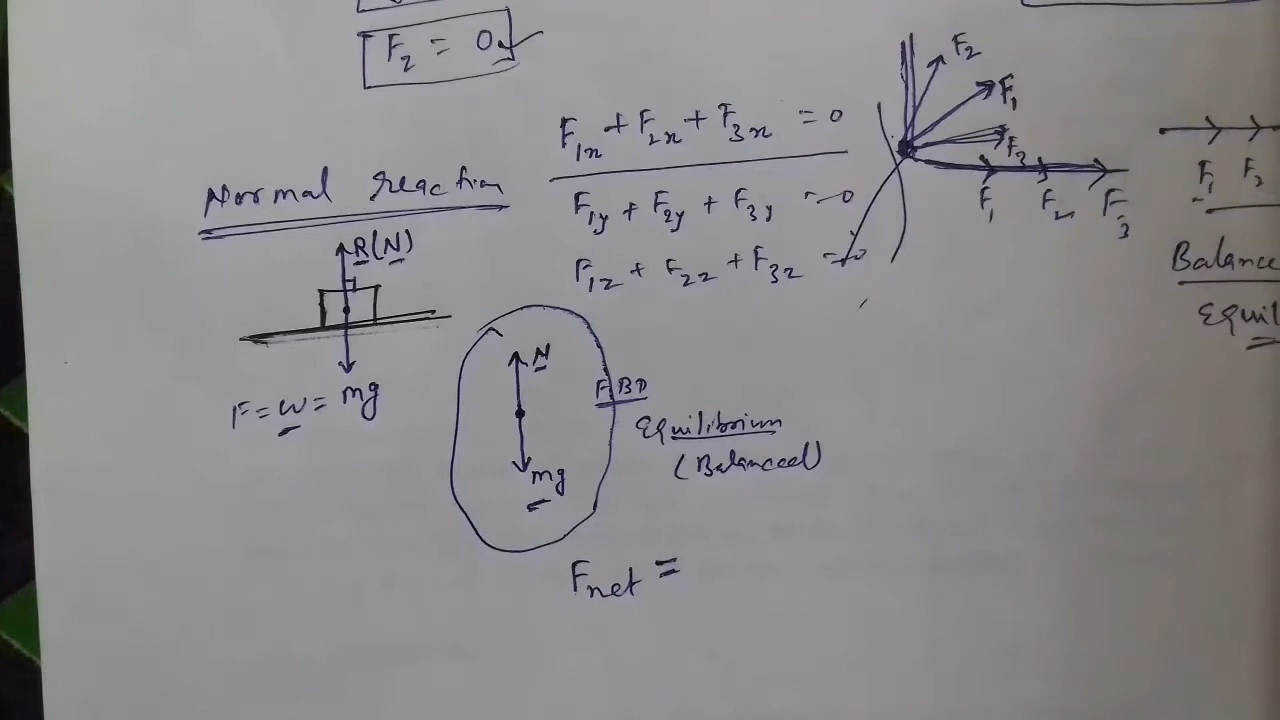 F₂ = 0
F₁ₓ + F₂ₓ + F₃ₓ = 0
F₁y + F₂y + F₃y = 0
F₁z + F₂z + F₃z = 0
F₂
F₁
F₃
F₁ F₂ F₃
F₁ F₂
Balance
Equil
Normal reaction
R(N)
F = W = mg
N
mg
FBD
Equilibrium
(Balanced)
Fnet =